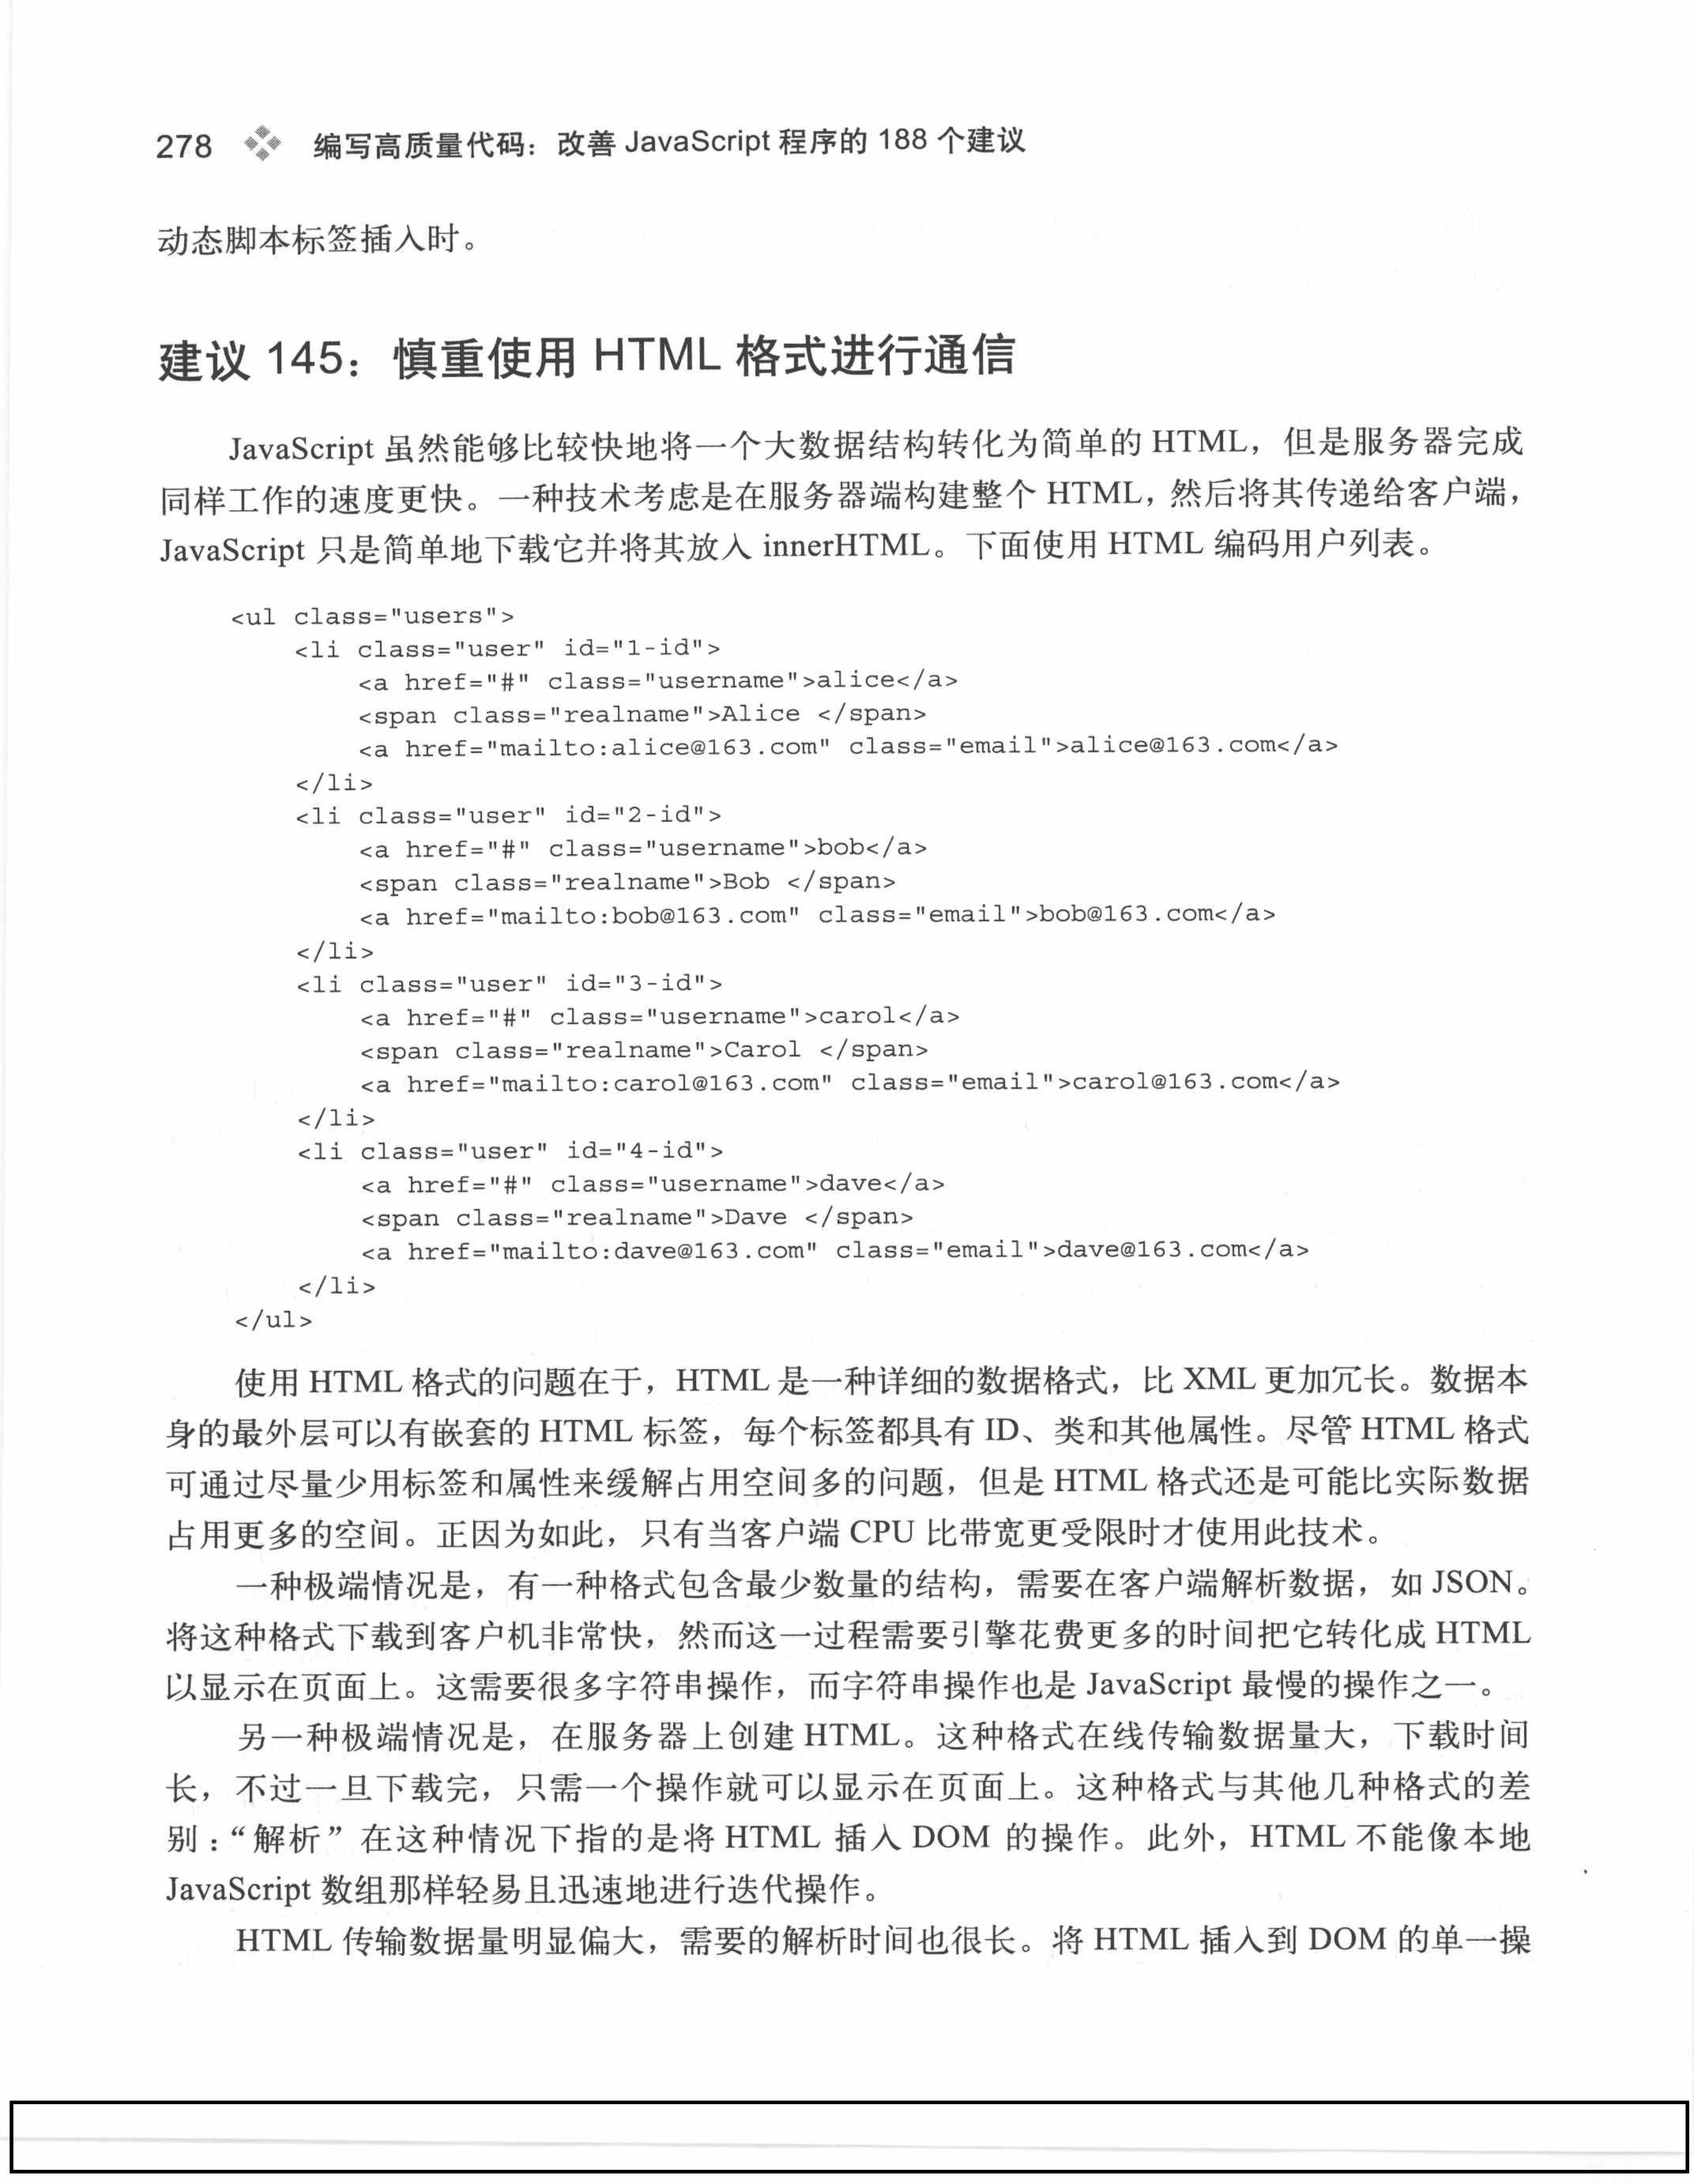 278 编写高质量代码：改善 JavaScript 程序的 188 个建议
动态脚本标签插入时。
建议 145：慎重使用 HTML 格式进行通信
JavaScript 虽然能够比较快地将一个大数据结构转化为简单的 HTML，但是服务器完成
同样工作的速度更快。一种技术考虑是在服务器端构建整个 HTML，然后将其传递给客户端，
JavaScript 只是简单地下载它并将其放入 innerHTML。下面使用 HTML 编码用户列表。
<ul class="users">
    <li class="user" id="1-id">
        <a href="#" class="username">alice</a>
        <span class="realname">Alice </span>
        <a href="mailto:alice@163.com" class="email">alice@163.com</a>
    </li>
    <li class="user" id="2-id">
        <a href="#" class="username">bob</a>
        <span class="realname">Bob </span>
        <a href="mailto:bob@163.com" class="email">bob@163.com</a>
    </li>
    <li class="user" id="3-id">
        <a href="#" class="username">carol</a>
        <span class="realname">Carol </span>
        <a href="mailto:carol@163.com" class="email">carol@163.com</a>
    </li>
    <li class="user" id="4-id">
        <a href="#" class="username">dave</a>
        <span class="realname">Dave </span>
        <a href="mailto:dave@163.com" class="email">dave@163.com</a>
    </li>
</ul>
使用 HTML 格式的问题在于，HTML 是一种详细的数据格式，比 XML 更加冗长。数据本
身的最外层可以有嵌套的 HTML 标签，每个标签都具有 ID、类和其他属性。尽管 HTML 格式
可通过尽量少用标签和属性来缓解占用空间多的问题，但是 HTML 格式还是可能比实际数据
占用更多的空间。正因为如此，只有当客户端 CPU 比带宽更受限时才使用此技术。
一种极端情况是，有一种格式包含最少数量的结构，需要在客户端解析数据，如 JSON。
将这种格式下载到客户机非常快，然而这一过程需要引擎花费更多的时间把它转化成 HTML
以显示在页面上。这需要很多字符串操作，而字符串操作也是 JavaScript 最慢的操作之一。
另一种极端情况是，在服务器上创建 HTML。这种格式在线传输数据量大，下载时间
长，不过一旦下载完，只需一个操作就可以显示在页面上。这种格式与其他几种格式的差
别：“解析”在这种情况下指的是将 HTML 插入 DOM 的操作。此外，HTML 不能像本地
JavaScript 数组那样轻易且迅速地进行迭代操作。
HTML 传输数据量明显偏大，需要的解析时间也很长。将 HTML 插入到 DOM 的单一操